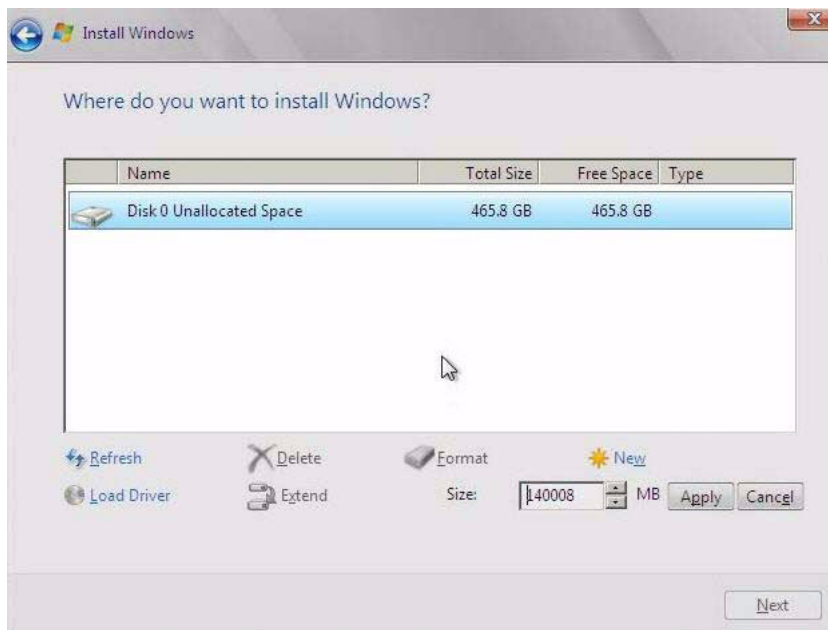 Install Windows
Where do you want to install Windows?
Name Total Size Free Space Type
Disk 0 Unallocated Space 465.8 GB 465.8 GB
Refresh Delete Format New
Load Driver Extend Size: 140008 MB Apply Cancel
Next